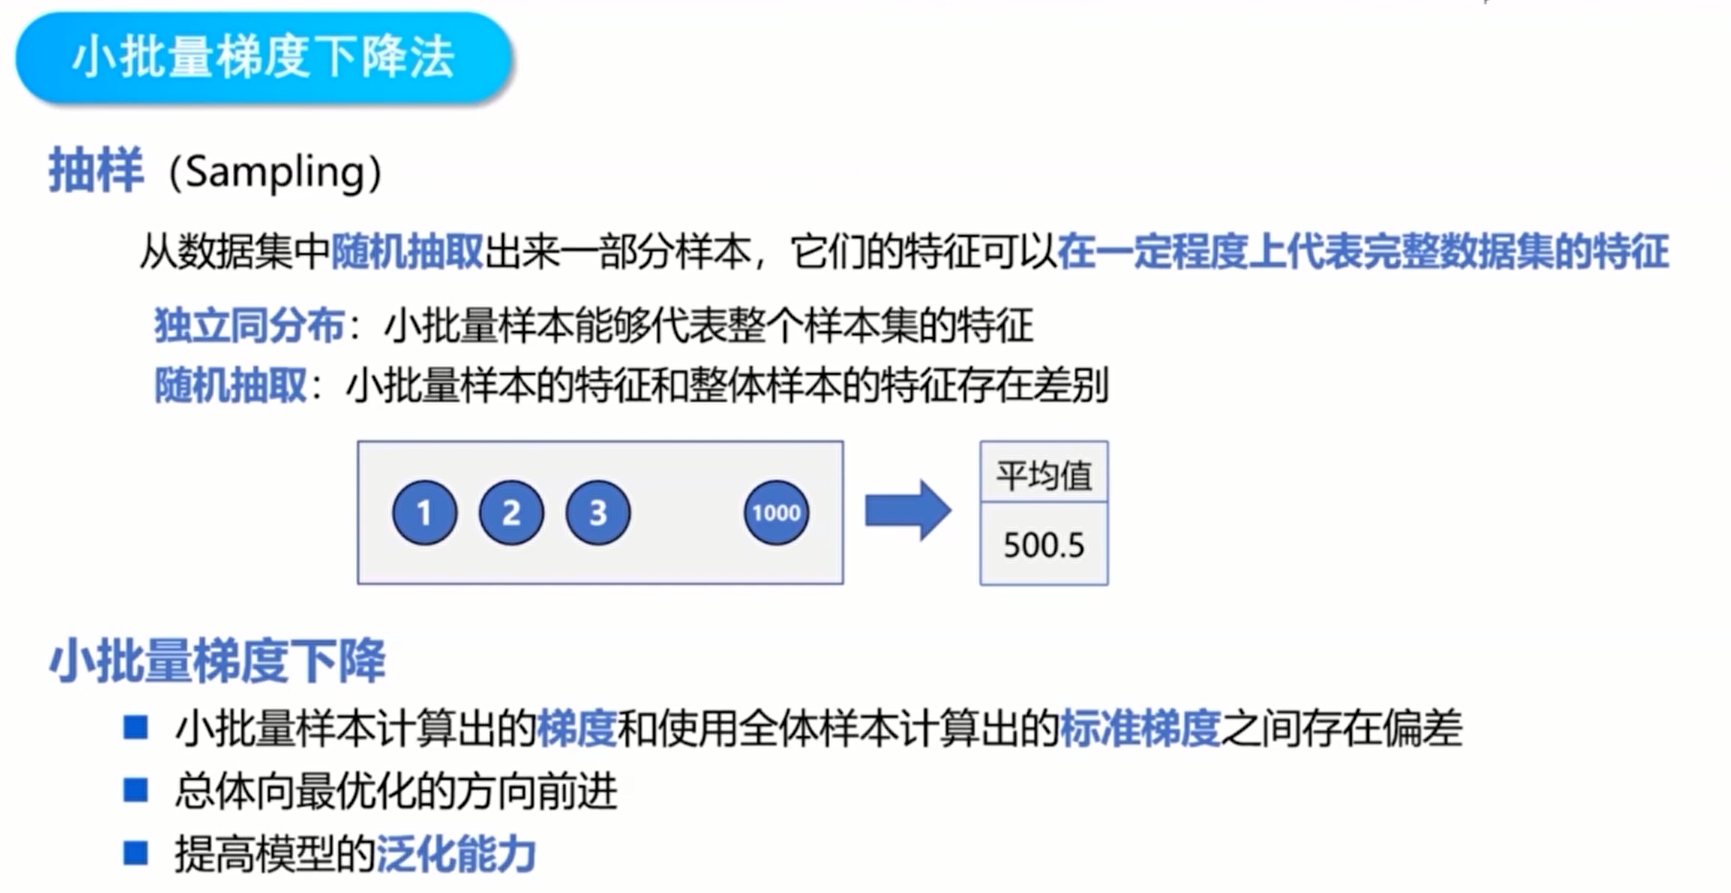 小批量梯度下降法
抽样（Sampling）
从数据集中随机抽取出来一部分样本，它们的特征可以在一定程度上代表完整数据集的特征
独立同分布：小批量样本能够代表整个样本集的特征
随机抽取：小批量样本的特征和整体样本的特征存在差别
1 2 3 1000
平均值
500.5
小批量梯度下降
小批量样本计算出的梯度和使用全体样本计算出的标准梯度之间存在偏差
总体向最优化的方向前进
提高模型的泛化能力